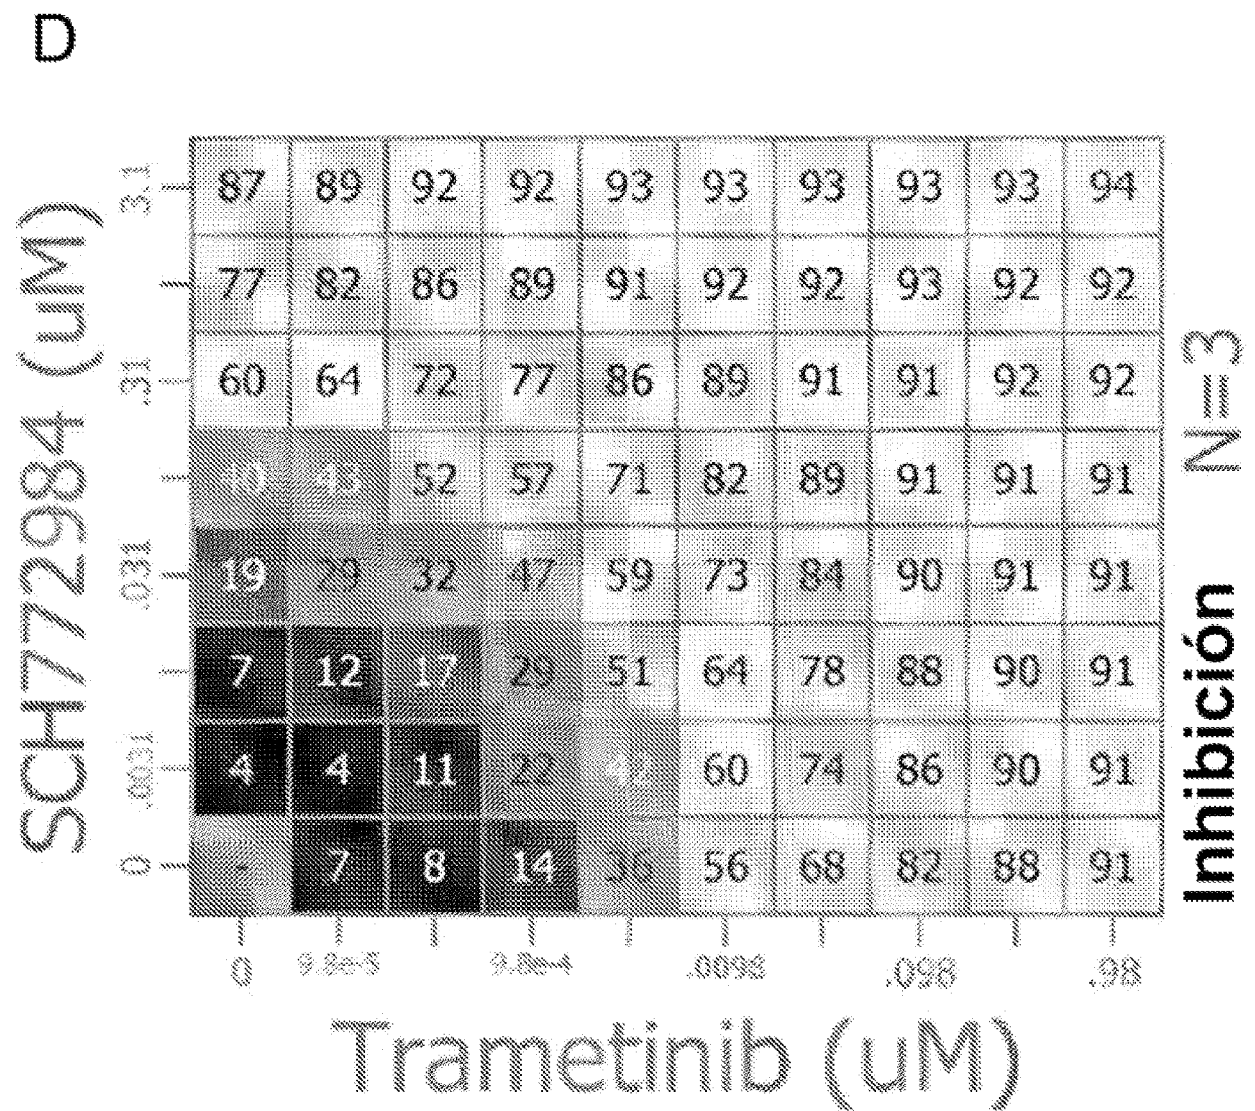 D
SCH772984 (uM)
3.1 87 89 92 92 93 93 93 93 93 94
77 82 86 89 91 92 92 93 92 92
.31 60 64 72 77 86 89 91 91 92 92
52 57 71 82 89 91 91 91
.031 19 29 32 47 59 73 84 90 91 91
7 12 17 29 51 64 78 88 90 91
.0031 4 4 11 60 74 86 90 91
0 - 7 8 14 36 56 68 82 88 91
0 9.8e-5 9.8e-4 .0098 .098 .98
Trametinib (uM)
Inhibición N=3